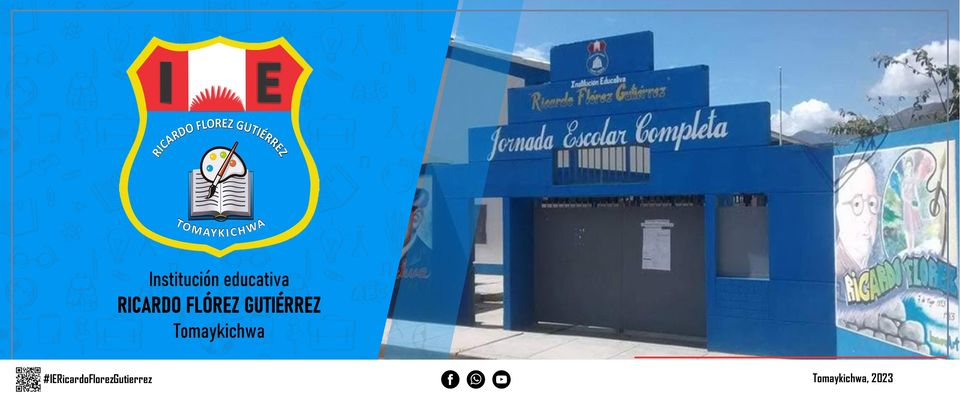 I E
RICARDO FLOREZ GUTIÉRREZ
TOMAYKICHWA
Institución educativa
RICARDO FLÓREZ GUTIÉRREZ
Tomaykichwa
Institución Educativa
Ricardo Flórez Gutiérrez
Jornada Escolar Completa
RICARDO FLOREZ
#IERicardoFlorezGutierrez
Tomaykichwa, 2023